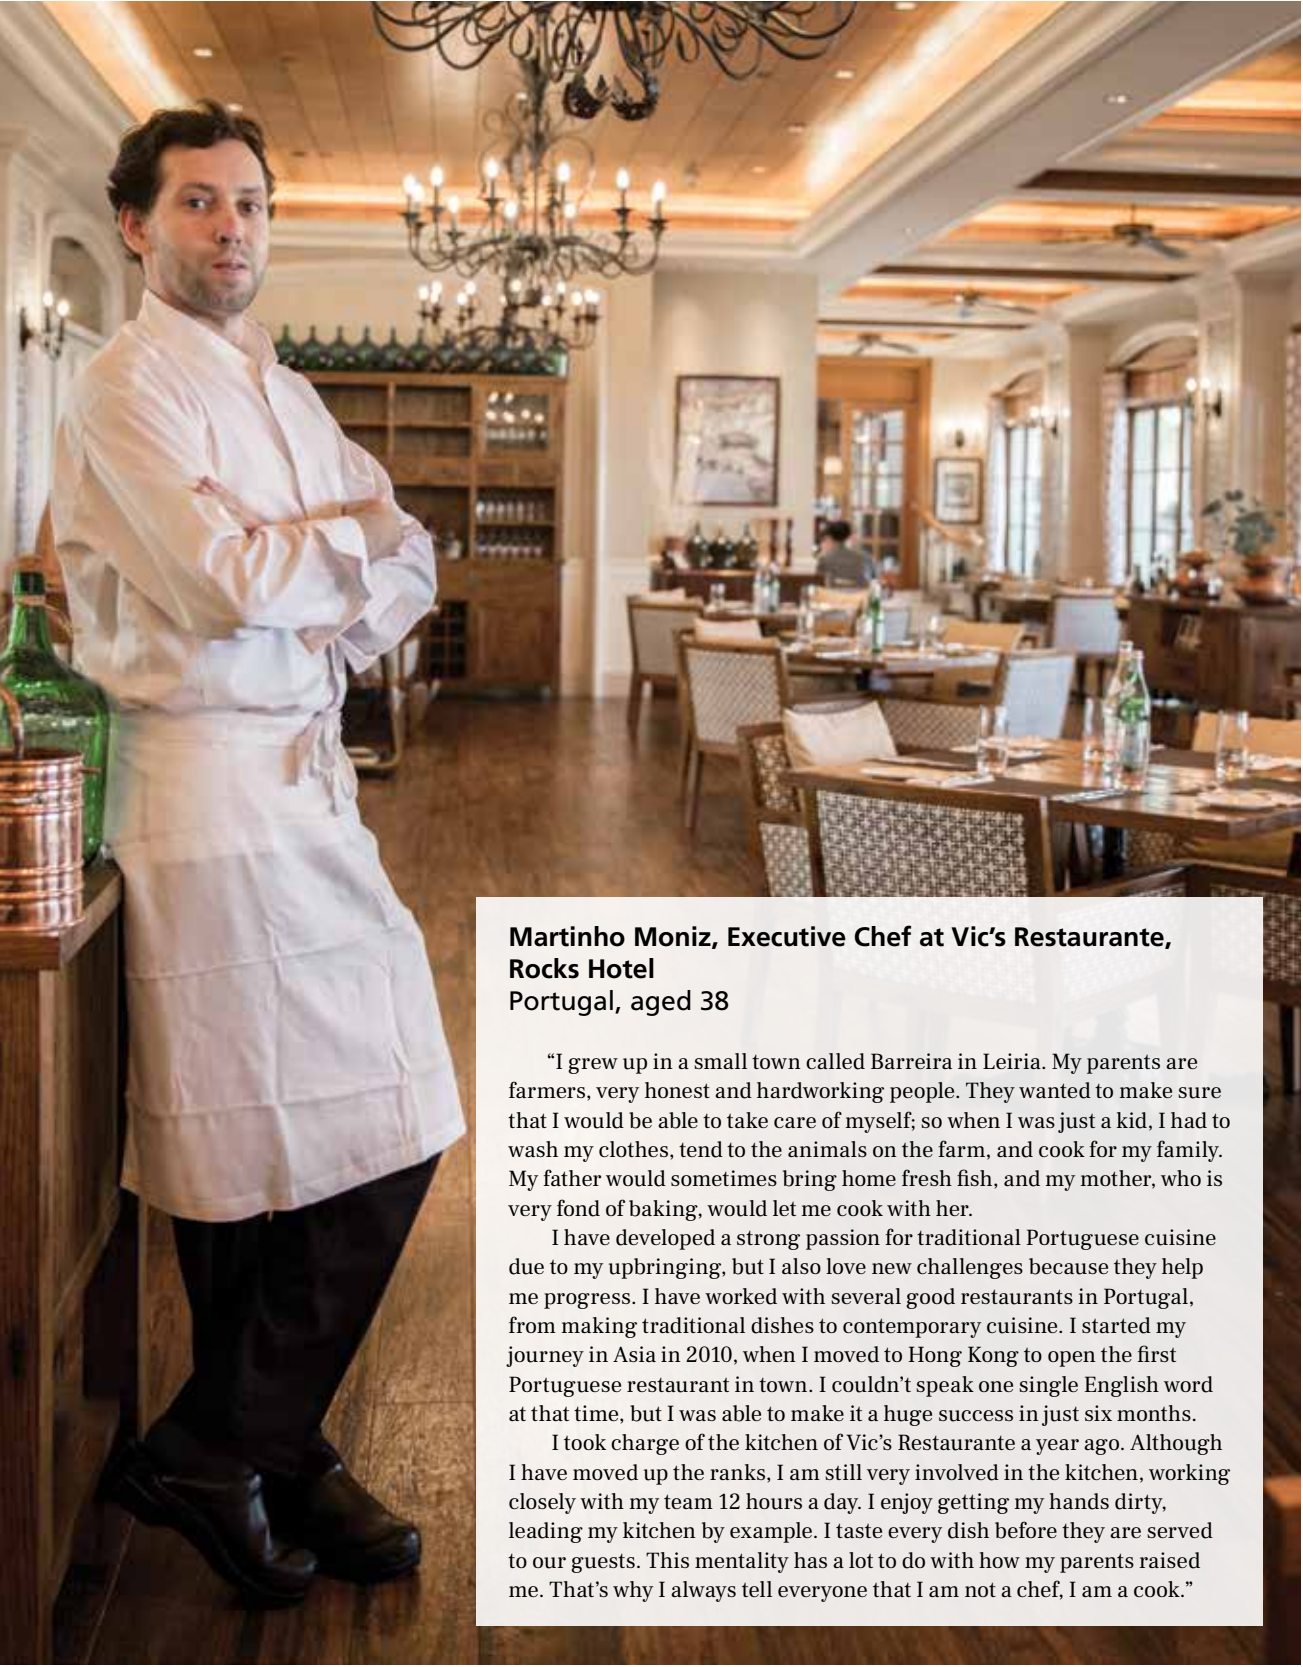 Martinho Moniz, Executive Chef at Vic’s Restaurante,
Rocks Hotel
Portugal, aged 38
“I grew up in a small town called Barreira in Leiria. My parents are
farmers, very honest and hardworking people. They wanted to make sure
that I would be able to take care of myself; so when I was just a kid, I had to
wash my clothes, tend to the animals on the farm, and cook for my family.
My father would sometimes bring home fresh fish, and my mother, who is
very fond of baking, would let me cook with her.
I have developed a strong passion for traditional Portuguese cuisine
due to my upbringing, but I also love new challenges because they help
me progress. I have worked with several good restaurants in Portugal,
from making traditional dishes to contemporary cuisine. I started my
journey in Asia in 2010, when I moved to Hong Kong to open the first
Portuguese restaurant in town. I couldn’t speak one single English word
at that time, but I was able to make it a huge success in just six months.
I took charge of the kitchen of Vic’s Restaurante a year ago. Although
I have moved up the ranks, I am still very involved in the kitchen, working
closely with my team 12 hours a day. I enjoy getting my hands dirty,
leading my kitchen by example. I taste every dish before they are served
to our guests. This mentality has a lot to do with how my parents raised
me. That’s why I always tell everyone that I am not a chef, I am a cook.”